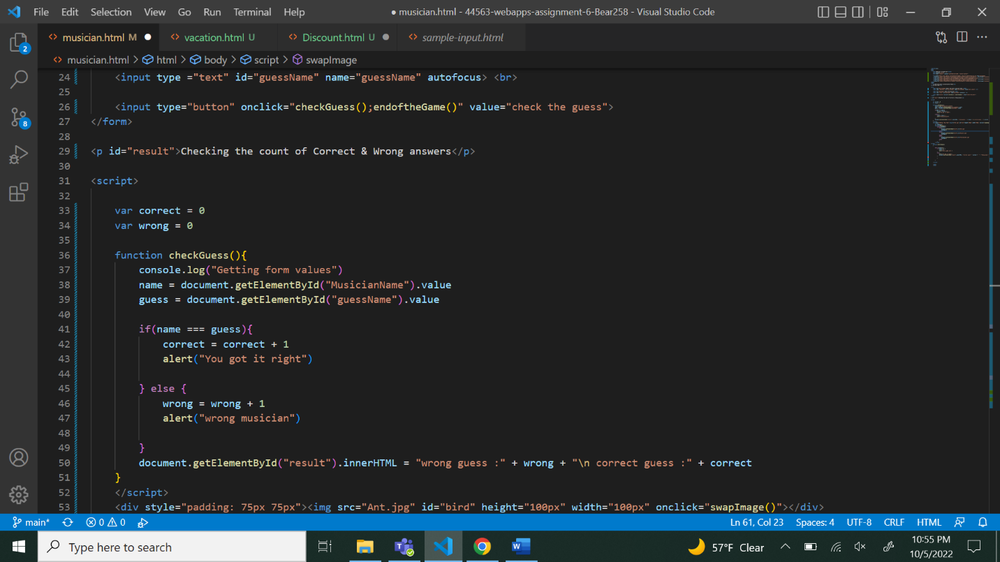 File Edit Selection View Go Run Terminal Help ● musician.html - 44563-webapps-assignment-6-Bear258 - Visual Studio Code
musician.html M vacation.html U Discount.html U sample-input.html
musician.html > html > body > script > swapImage
24 <input type ="text" id="guessName" name="guessName" autofocus> <br>
25
26 <input type="button" onclick="checkGuess();endoftheGame()" value="check the guess">
27 </form>
28
29 <p id="result">Checking the count of Correct & Wrong answers</p>
30
31 <script>
32
33 var correct = 0
34 var wrong = 0
35
36 function checkGuess(){
37 console.log("Getting form values")
38 name = document.getElementById("MusicianName").value
39 guess = document.getElementById("guessName").value
40
41 if(name === guess){
42 correct = correct + 1
43 alert("You got it right")
44
45 } else {
46 wrong = wrong + 1
47 alert("wrong musician")
48
49 }
50 document.getElementById("result").innerHTML = "wrong guess :" + wrong + "\n correct guess :" + correct
51 }
52 </script>
53 <div style="padding: 75px 75px"><img src="Ant.jpg" id="bird" height="100px" width="100px" onclick="swapImage()"></div>
2
8
main* 0 0 Ln 61, Col 23 Spaces: 4 UTF-8 CRLF HTML
Type here to search 57°F Clear 10:55 PM
10/5/2022